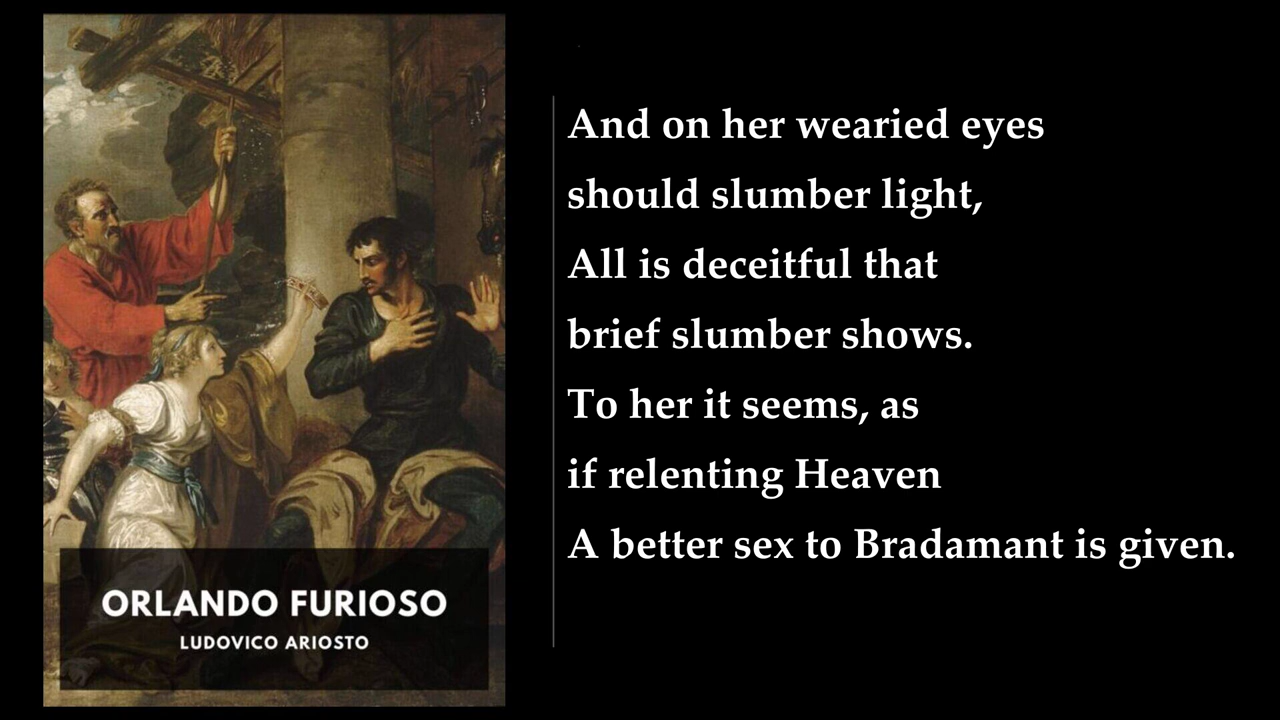 And on her wearied eyes
should slumber light,
All is deceitful that
brief slumber shows.
To her it seems, as
if relenting Heaven
A better sex to Bradamant is given.
ORLANDO FURIOSO
LUDOVICO ARIOSTO